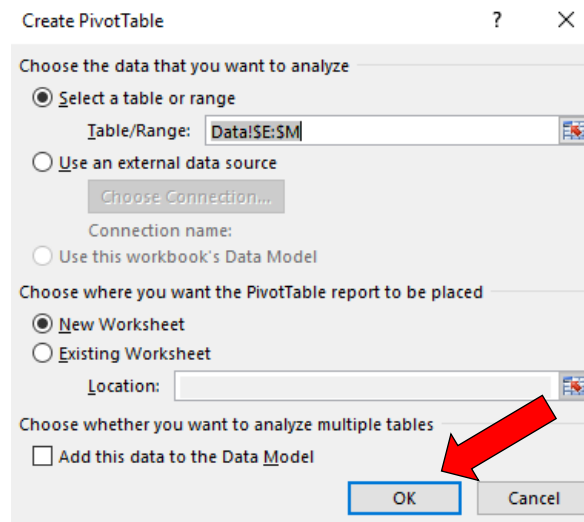 Create PivotTable ?
Choose the data that you want to analyze
Select a table or range
Table/Range: Data!$E:$M
Use an external data source
Choose Connection...
Connection name:
Use this workbook's Data Model
Choose where you want the PivotTable report to be placed
New Worksheet
Existing Worksheet
Location:
Choose whether you want to analyze multiple tables
Add this data to the Data Model
OK Cancel